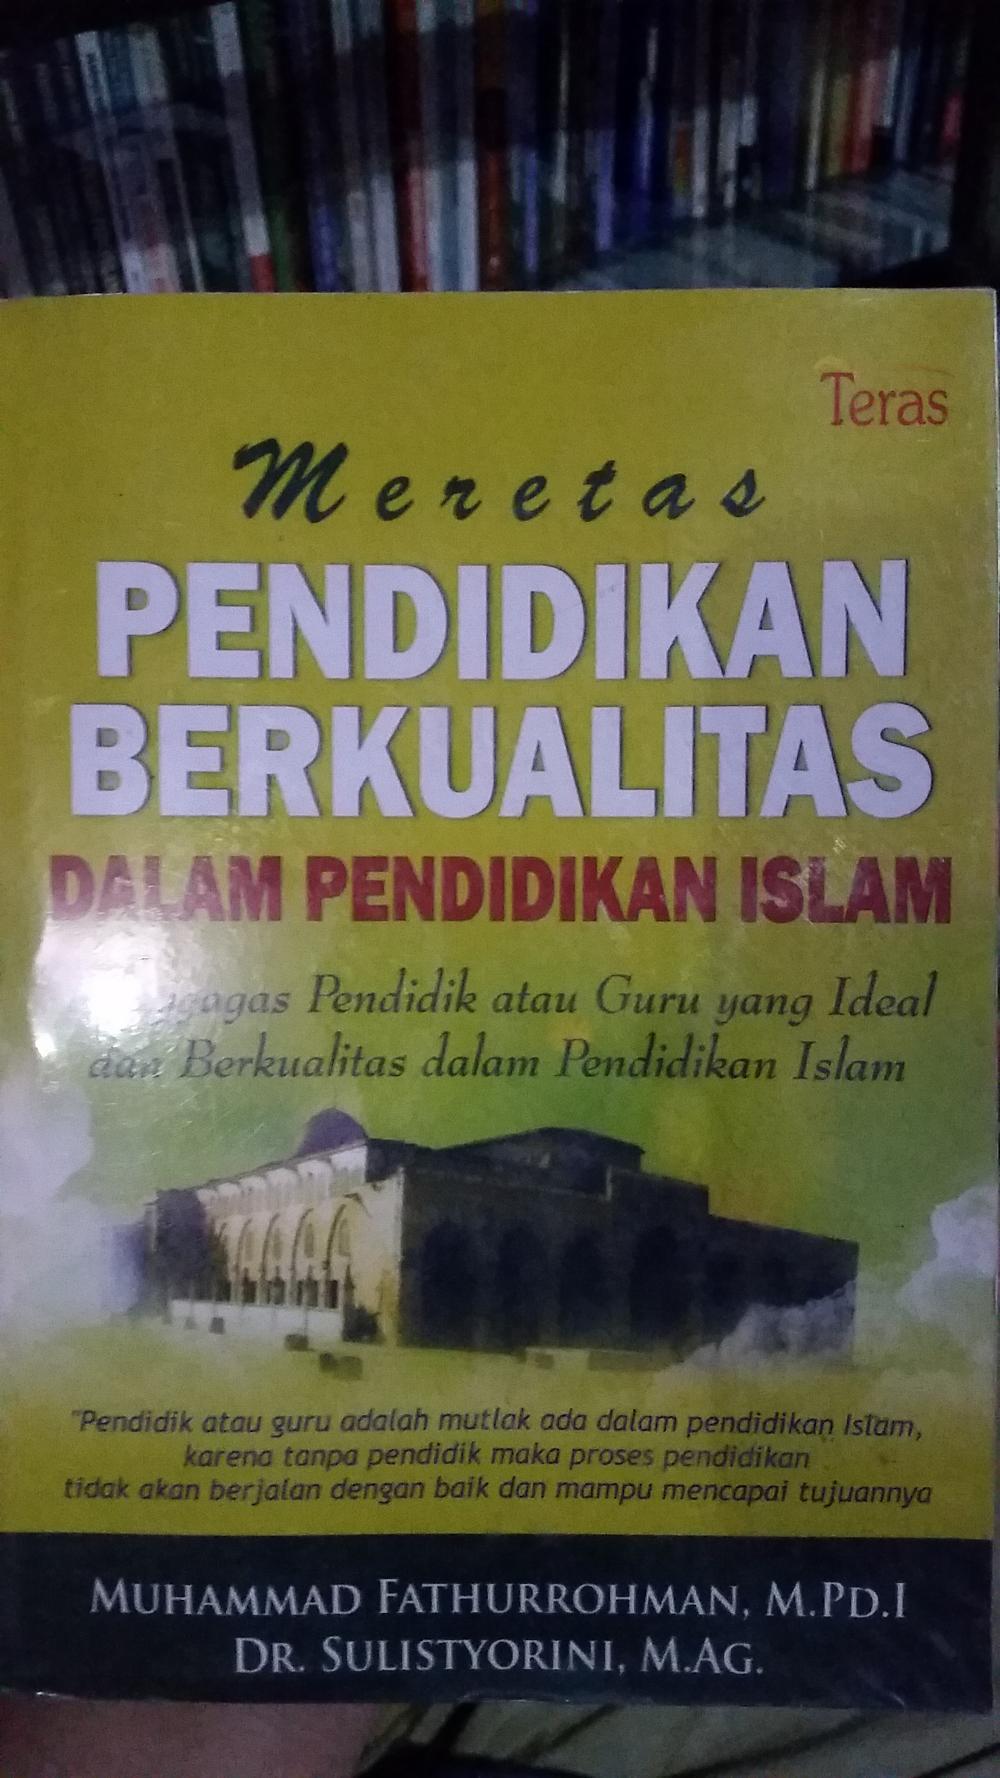 Teras
Meretas
PENDIDIKAN
BERKUALITAS
DALAM PENDIDIKAN ISLAM
Pendidik atau Guru yang Ideal
dan Berkualitas dalam Pendidikan Islam
"Pendidik atau guru adalah mutlak ada dalam pendidikan Islam,
karena tanpa pendidik maka proses pendidikan
tidak akan berjalan dengan baik dan mampu mencapai tujuannya
MUHAMMAD FATHURROHMAN, M.PD.I
DR. SULISTYORINI, M.AG.